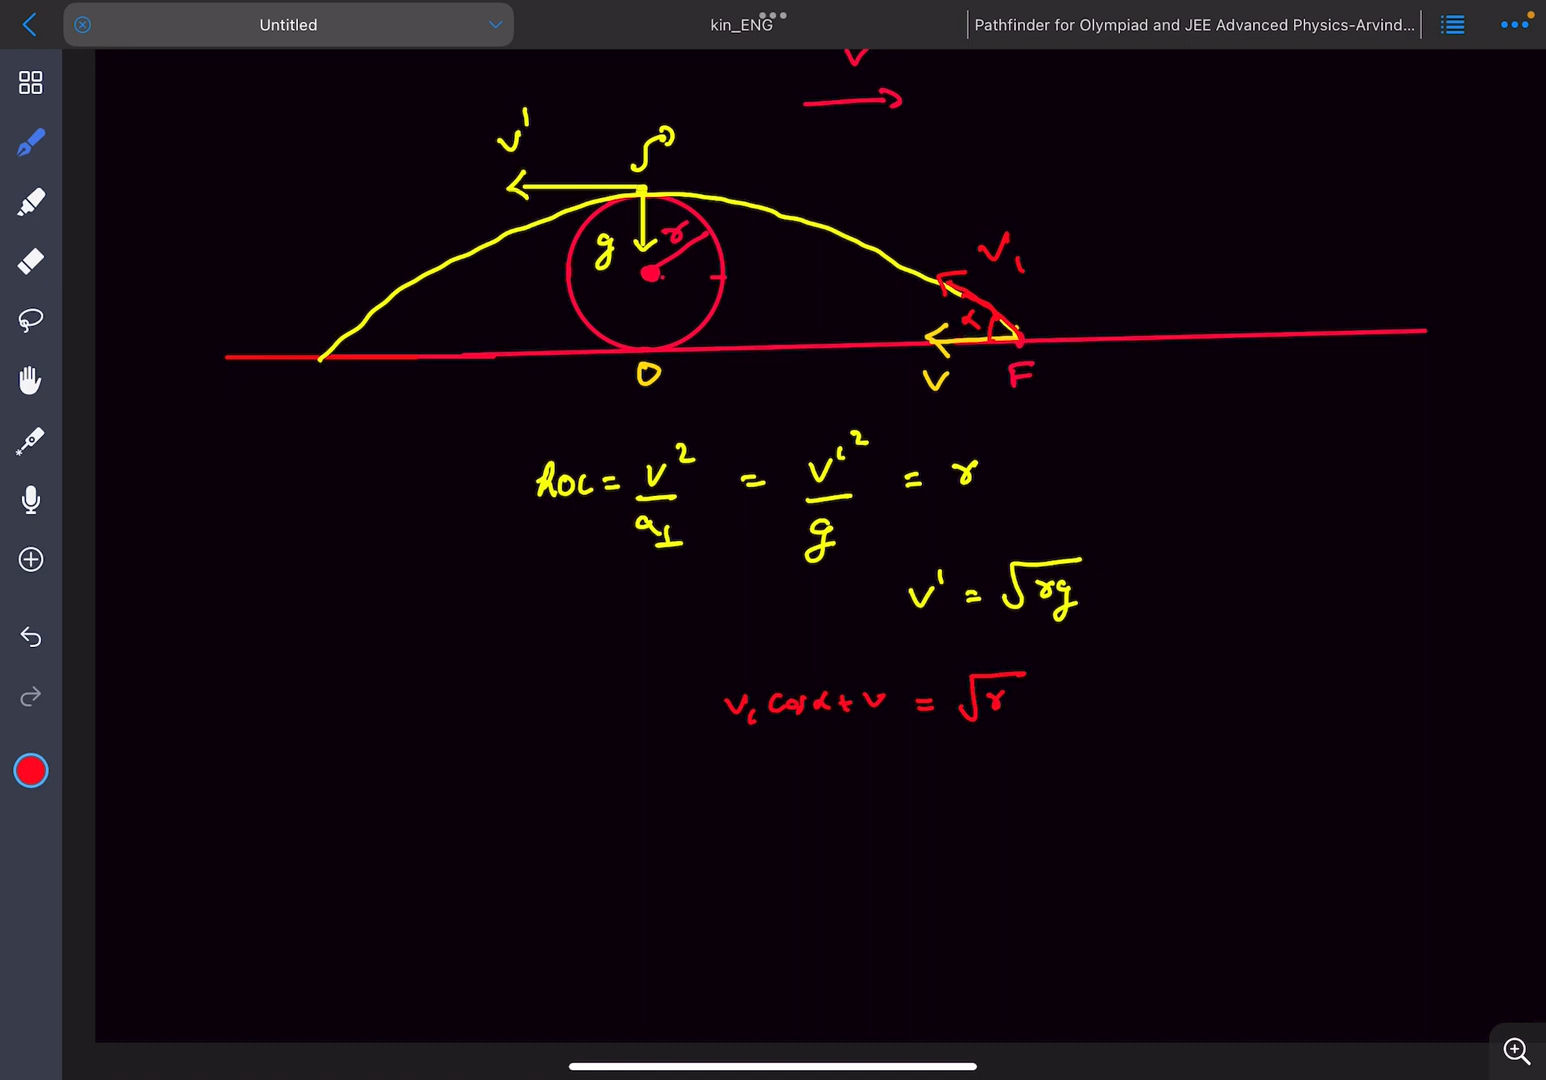 Untitled
kin_ENG
Pathfinder for Olympiad and JEE Advanced Physics-Arvind...
v
v'
g
r
V₁
α
v
F
O
Roc = v²/a⊥ = v'²/g = r
v' = √rg
v₁ cosα + v = √r